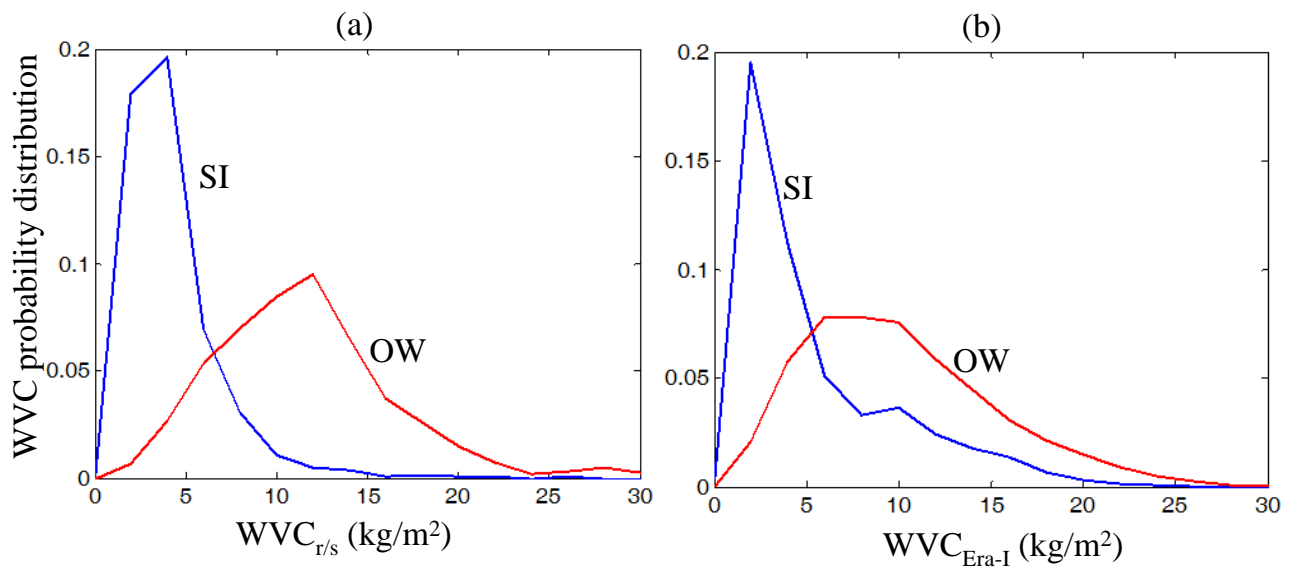 (a)
(b)
WVC probability distribution
0.2
0.15
0.1
0.05
0
SI
OW
0 5 10 15 20 25 30
WVC_r/s (kg/m²)
0.2
0.15
0.1
0.05
0
SI
OW
0 5 10 15 20 25 30
WVC_Era-I (kg/m²)